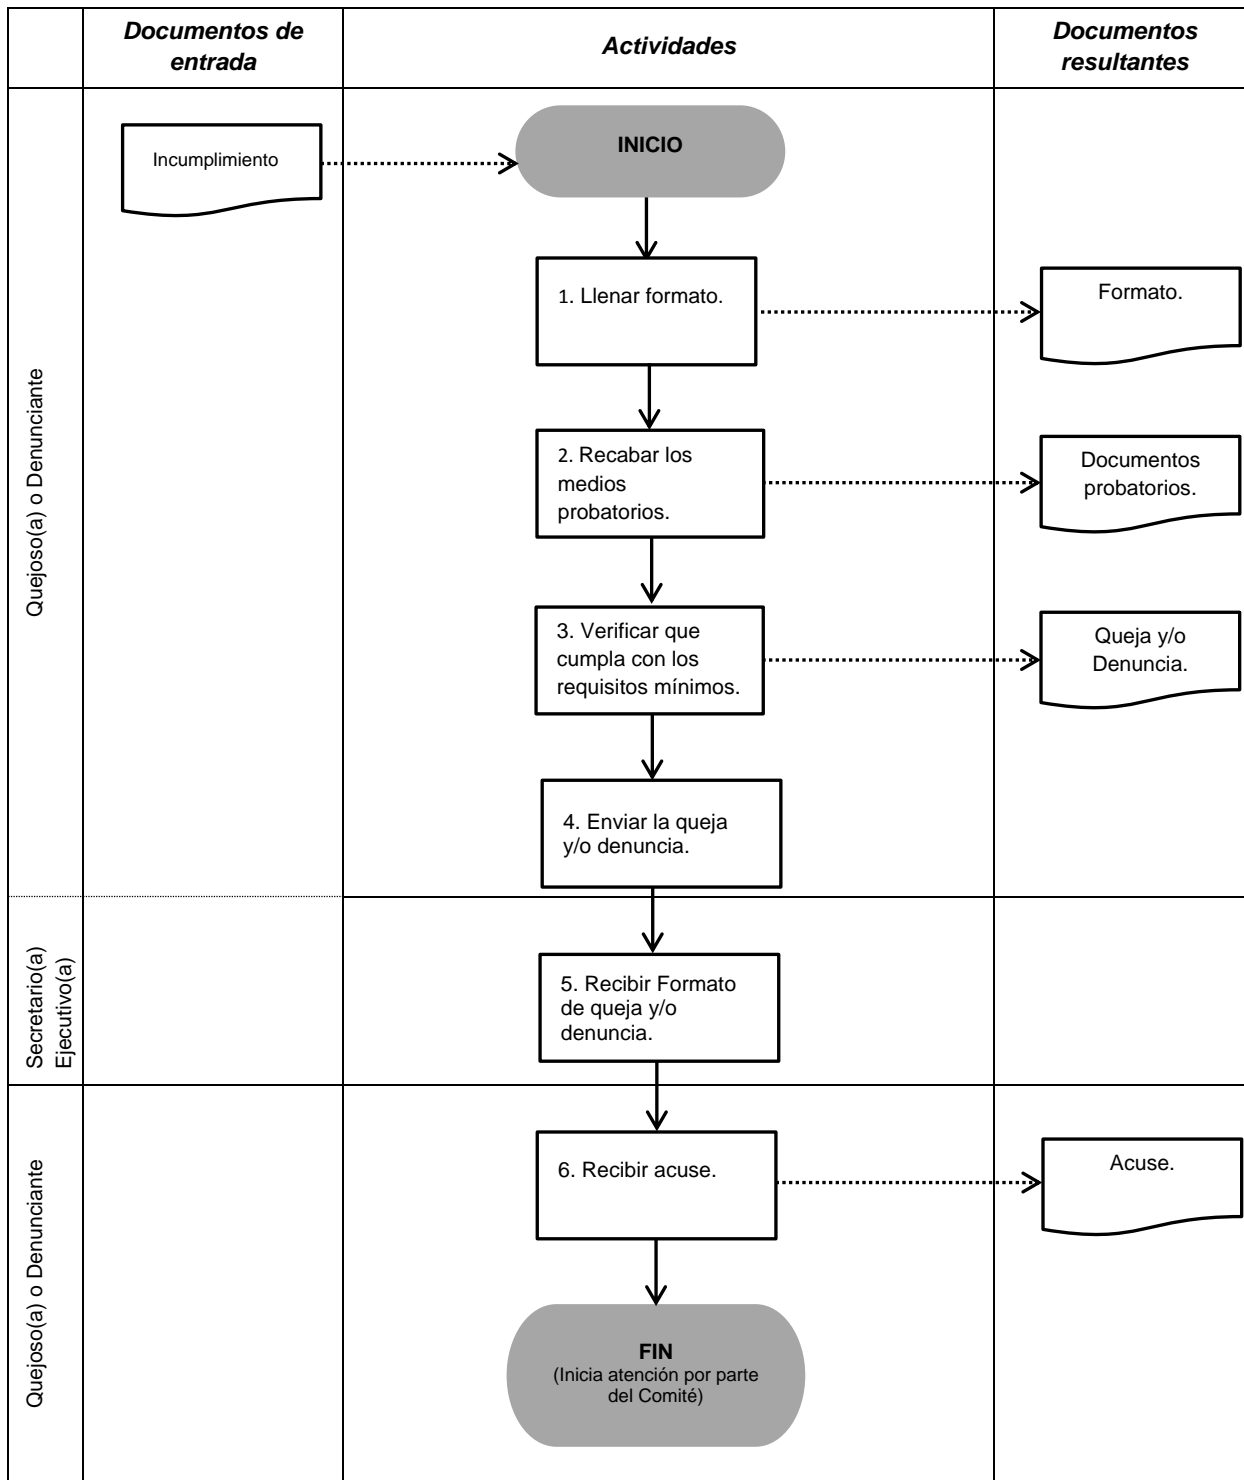 Documentos de
entrada
Actividades
Documentos
resultantes
Quejoso(a) o Denunciante
Incumplimiento
INICIO
1. Llenar formato.
Formato.
2. Recabar los
medios
probatorios.
Documentos
probatorios.
3. Verificar que
cumpla con los
requisitos mínimos.
Queja y/o
Denuncia.
4. Enviar la queja
y/o denuncia.
Secretario(a)
Ejecutivo(a)
5. Recibir Formato
de queja y/o
denuncia.
Quejoso(a) o Denunciante
6. Recibir acuse.
Acuse.
FIN
(Inicia atención por parte
del Comité)